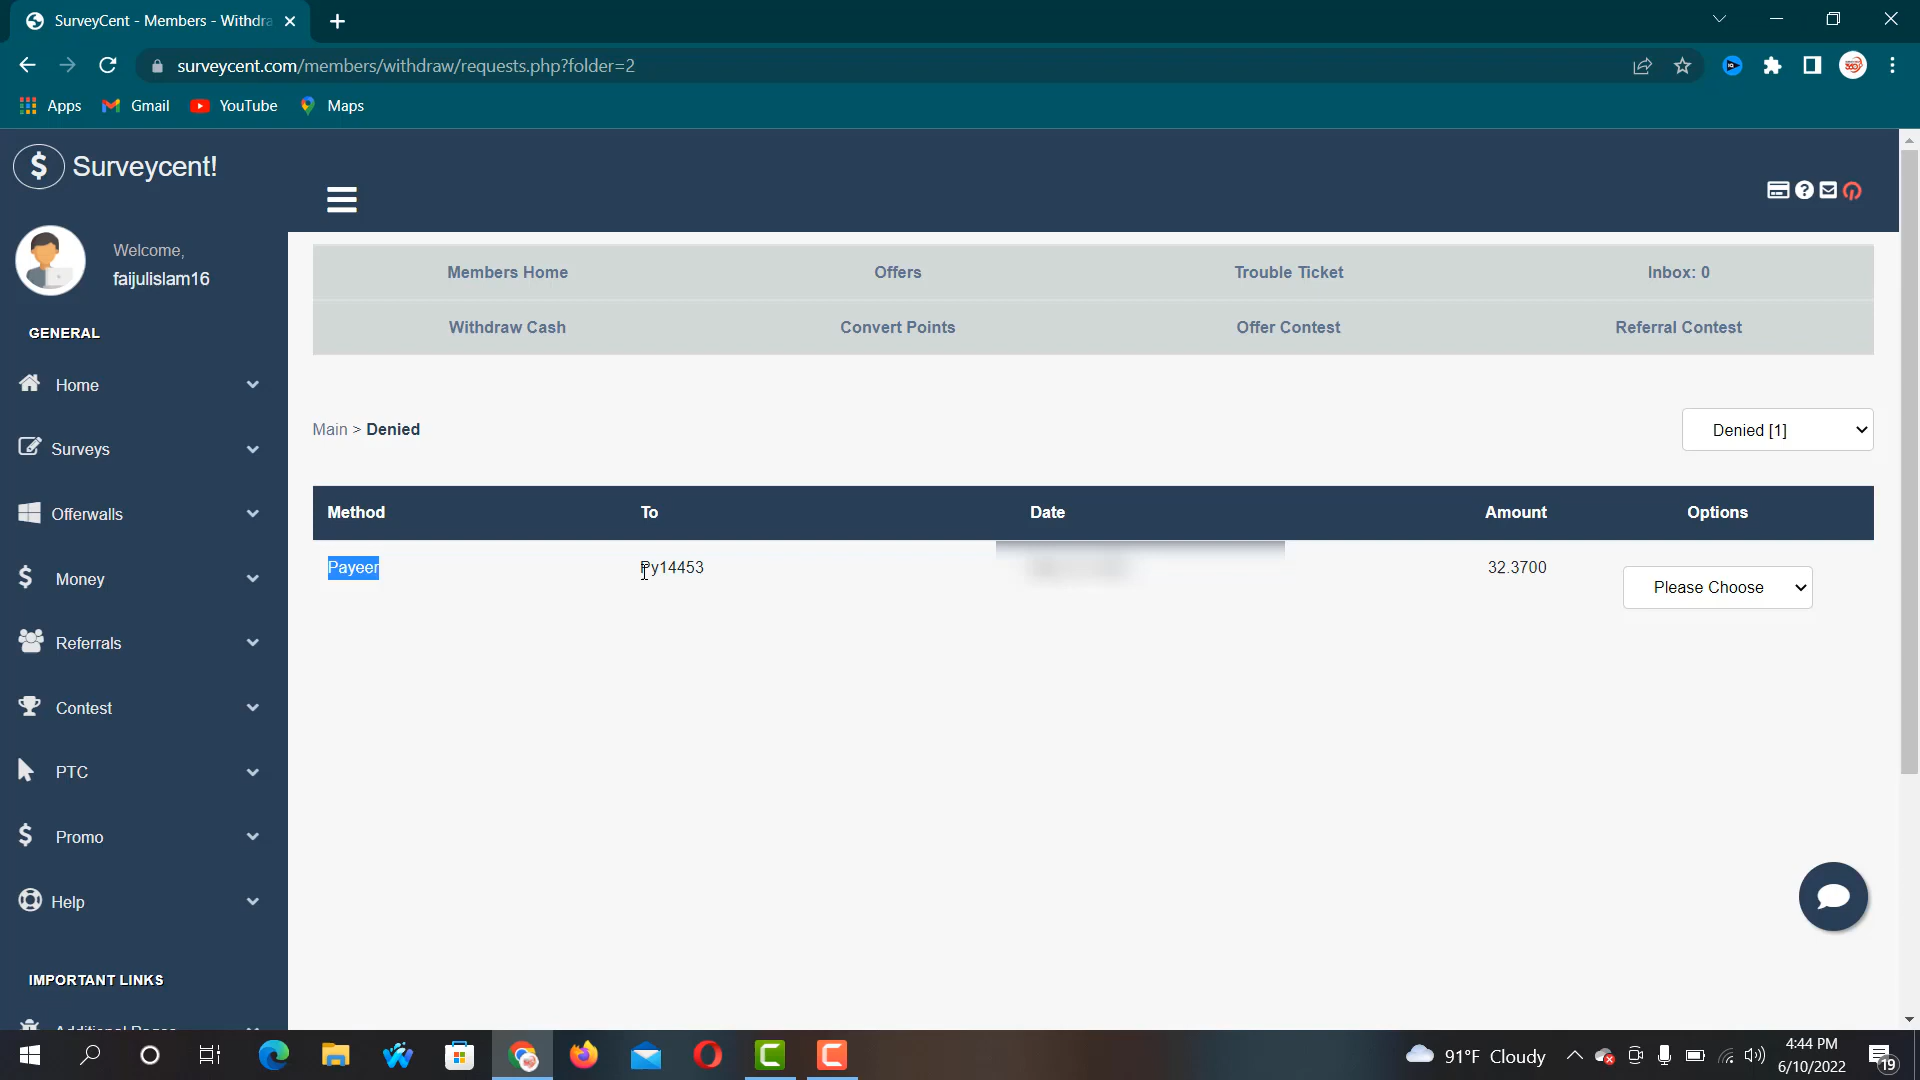 SurveyCent - Members - Withdra
surveycent.com/members/withdraw/requests.php?folder=2
Apps Gmail YouTube Maps
$ Surveycent!
Welcome,
faijulislam16
GENERAL
Home
Surveys
Offerwalls
Money
Referrals
Contest
PTC
Promo
Help
IMPORTANT LINKS
Additional Pages
Members Home Offers Trouble Ticket Inbox: 0
Withdraw Cash Convert Points Offer Contest Referral Contest
Main > Denied
Denied [1]
Method To Date Amount Options
Payeer Py14453 32.3700 Please Choose
91°F Cloudy
4:44 PM
6/10/2022
19